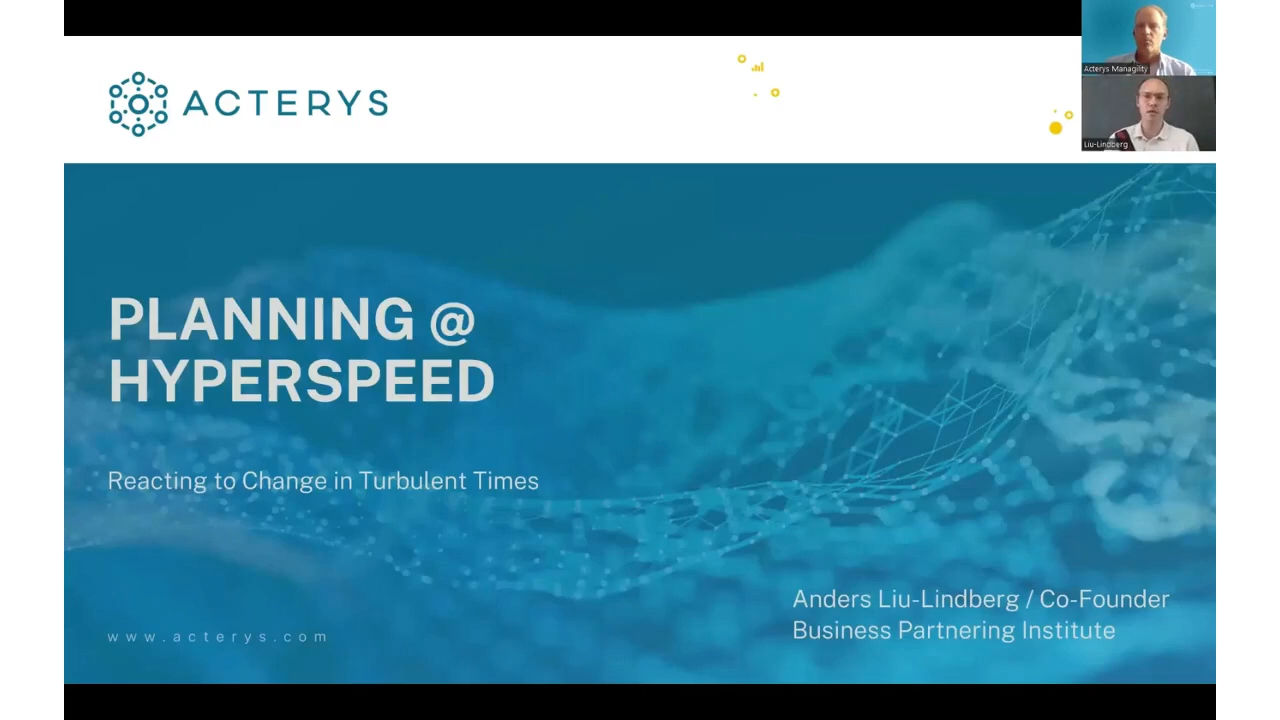 ACTERYS
Acterys Managility
Liu-Lindberg
PLANNING @
HYPERSPEED
Reacting to Change in Turbulent Times
Anders Liu-Lindberg / Co-Founder
Business Partnering Institute
www.acterys.com